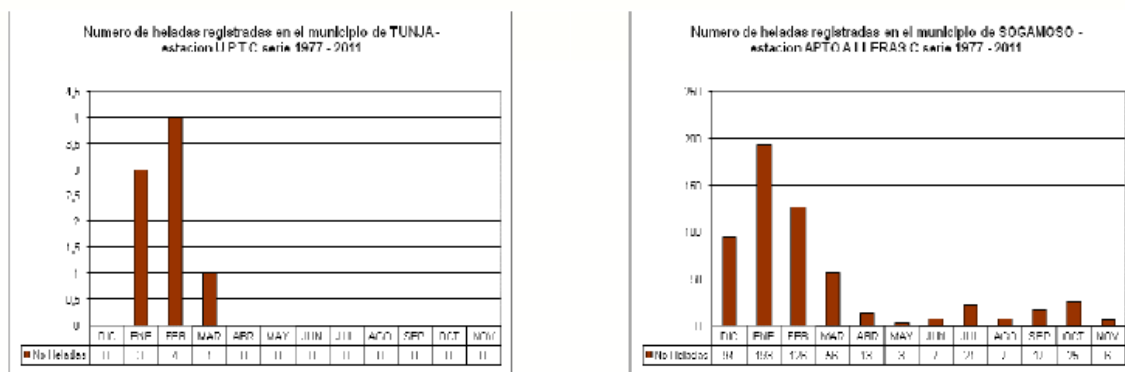 Numero de heladas registradas en el municipio de TUNJA-
estacion U P T C serie 1977 - 2011
4,5
4
3,5
3
2,5
2
1,5
1
0,5
0
DIC ENE FEB MAR ABR MAY JUN JUL AGO SEP OCT NOV
No Heladas 0 3 4 1 0 0 0 0 0 0 0 0
Numero de heladas registradas en el municipio de SOGAMOSO -
estacion APTO A LLERAS C serie 1977 - 2011
250
200
150
100
50
0
DIC ENE FEB MAR ABR MAY JUN JUL AGO SEP OCT NOV
No Heladas 94 193 126 56 13 3 7 21 7 17 25 6